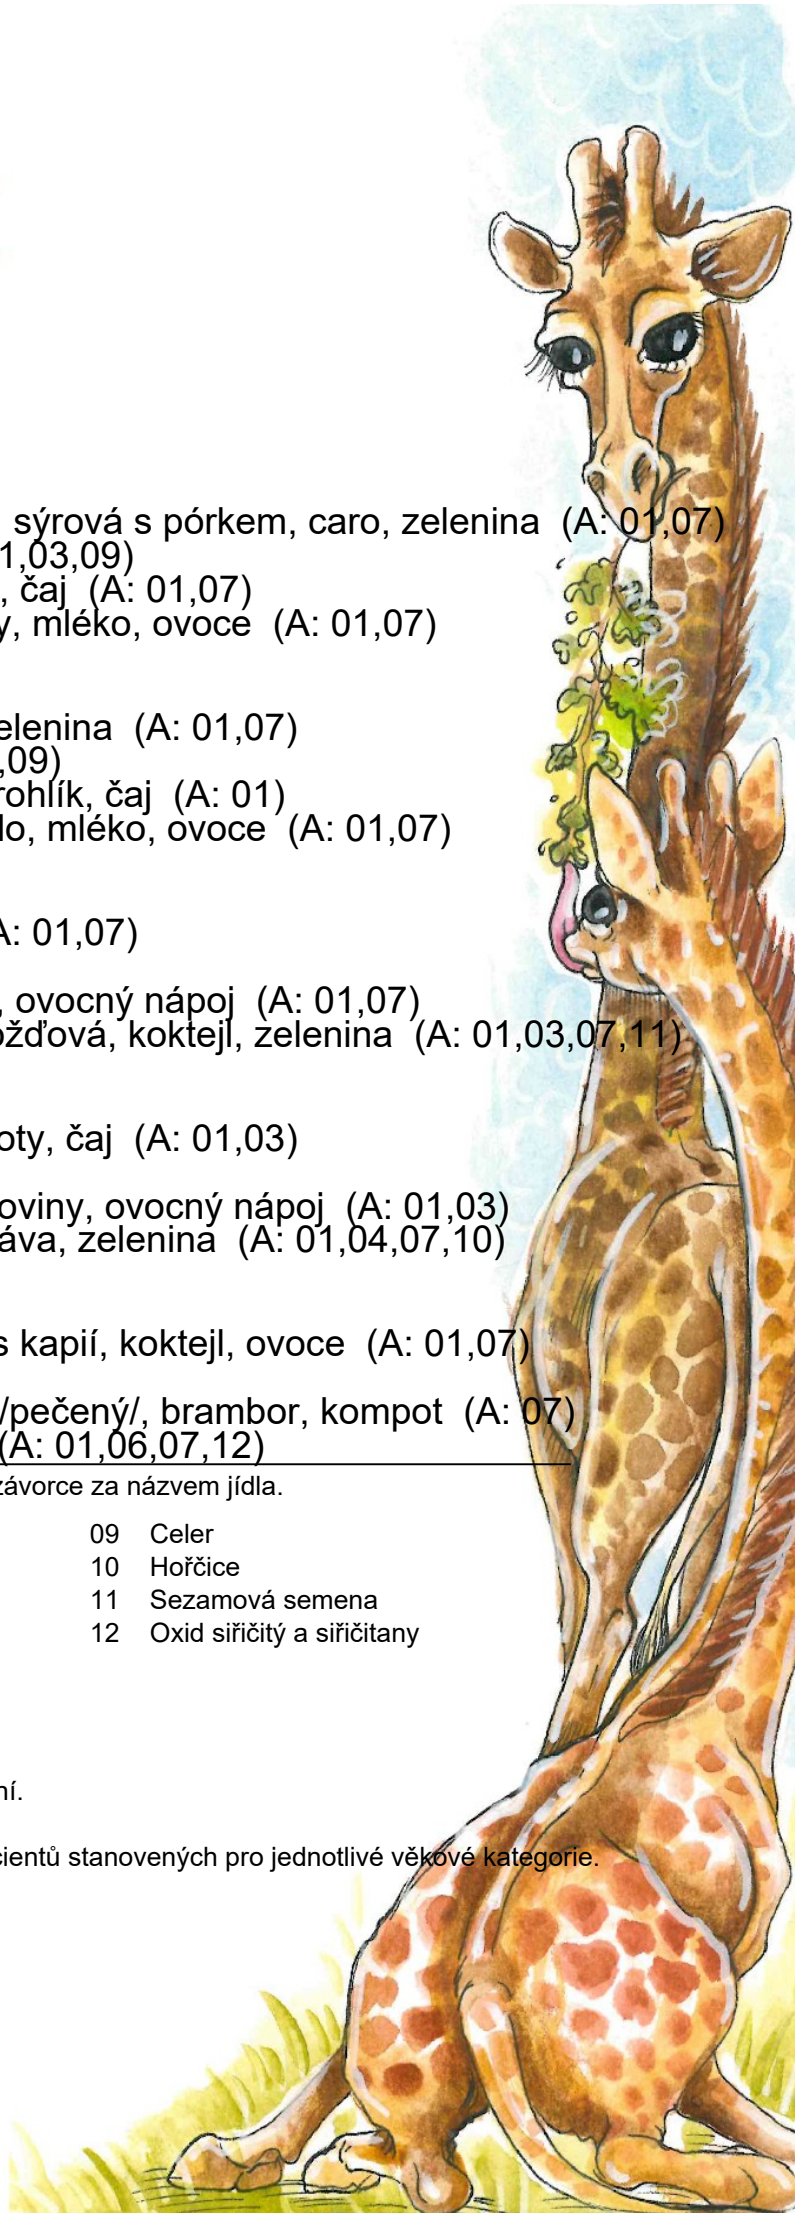 sýrová s pórkem, caro, zelenina (A: 01,07)
1,03,09)
, čaj (A: 01,07)
y, mléko, ovoce (A: 01,07)
elenina (A: 01,07)
,09)
rohlík, čaj (A: 01)
lo, mléko, ovoce (A: 01,07)
A: 01,07)
, ovocný nápoj (A: 01,07)
ožďová, koktejl, zelenina (A: 01,03,07,11)
oty, čaj (A: 01,03)
oviny, ovocný nápoj (A: 01,03)
áva, zelenina (A: 01,04,07,10)
s kapií, koktejl, ovoce (A: 01,07)
/pečený/, brambor, kompot (A: 07)
(A: 01,06,07,12)
závorce za názvem jídla.
09 Celer
10 Hořčice
11 Sezamová semena
12 Oxid siřičitý a siřičitany
ní.
cientů stanovených pro jednotlivé věkové kategorie.